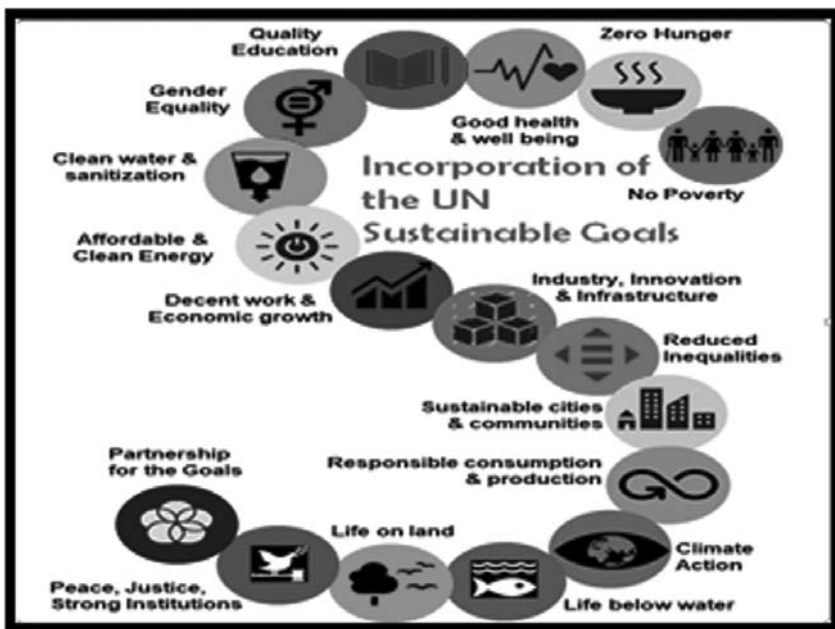 Quality
Education
Zero Hunger
Gender
Equality
Good health
& well being
Clean water &
sanitization
Incorporation of
the UN
Sustainable Goals
No Poverty
Affordable &
Clean Energy
Decent work &
Economic growth
Industry, Innovation
& Infrastructure
Reduced
Inequalities
Sustainable cities
& communities
Partnership
for the Goals
Responsible consumption
& production
Life on land
Climate
Action
Peace, Justice,
Strong Institutions
Life below water